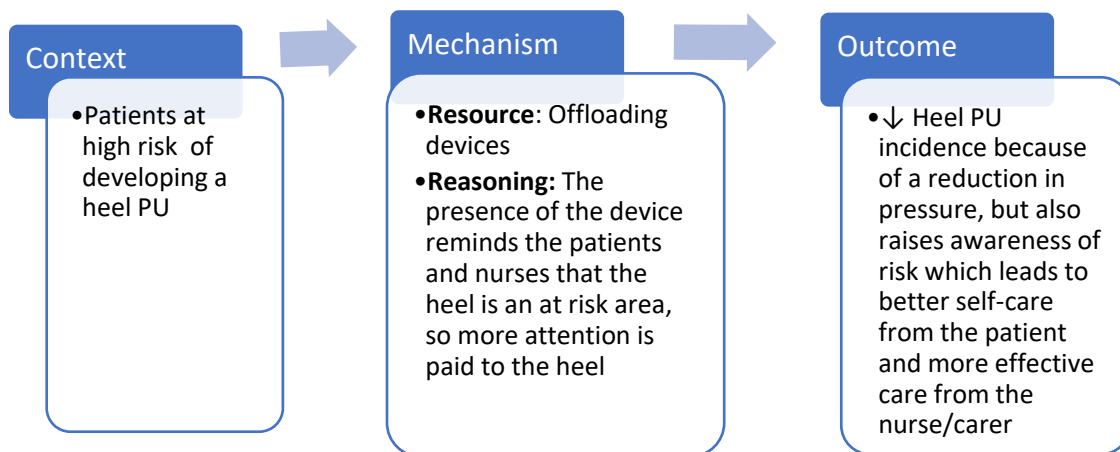 Context
•Patients at
high risk of
developing a
heel PU
Mechanism
•Resource: Offloading
devices
•Reasoning: The
presence of the device
reminds the patients
and nurses that the
heel is an at risk area,
so more attention is
paid to the heel
Outcome
•↓ Heel PU
incidence because
of a reduction in
pressure, but also
raises awareness of
risk which leads to
better self-care
from the patient
and more effective
care from the
nurse/carer